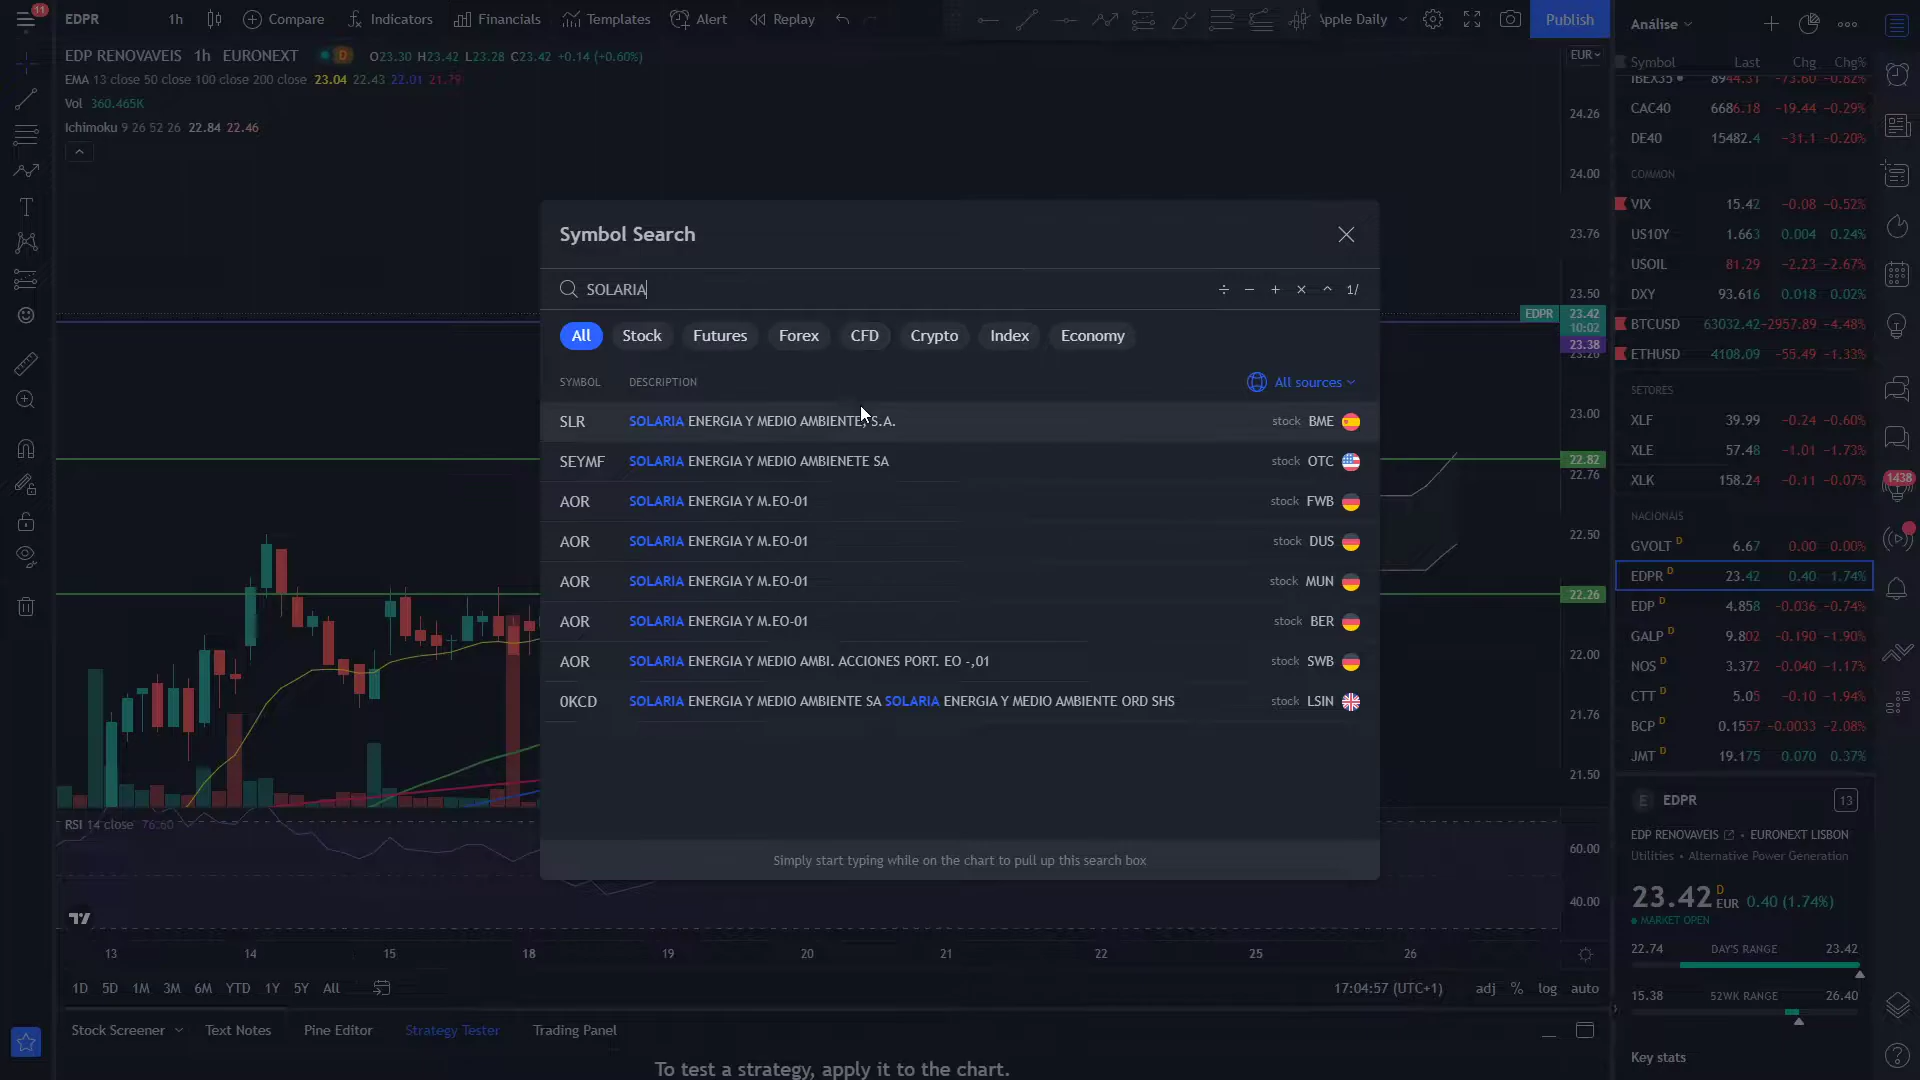 11
EDPR
1h
Compare
Indicators
Financials
Templates
Alert
Replay
Apple Daily
Publish
Análise
EDP RENOVAVEIS 1h EURONEXT D O23.30 H23.42 L23.28 C23.42 +0.14 (+0.60%)
EMA 13 close 50 close 100 close 200 close 23.04 22.43 22.01 21.79
Vol 360.465K
Ichimoku 9 26 52 26 22.84 22.46
EUR
24.26
24.00
23.76
23.50
EDPR 23.42
10:02
23.38
23.00
22.82
22.76
22.50
22.26
22.00
21.76
21.50
60.00
40.00
Symbol Search
SOLARIA
÷ − + × ^ 1/
All Stock Futures Forex CFD Crypto Index Economy
SYMBOL DESCRIPTION All sources
SLR SOLARIA ENERGIA Y MEDIO AMBIENTE, S.A. stock BME
SEYMF SOLARIA ENERGIA Y MEDIO AMBIENETE SA stock OTC
AOR SOLARIA ENERGIA Y M.EO-01 stock FWB
AOR SOLARIA ENERGIA Y M.EO-01 stock DUS
AOR SOLARIA ENERGIA Y M.EO-01 stock MUN
AOR SOLARIA ENERGIA Y M.EO-01 stock BER
AOR SOLARIA ENERGIA Y MEDIO AMBI. ACCIONES PORT. EO -,01 stock SWB
0KCD SOLARIA ENERGIA Y MEDIO AMBIENTE SA SOLARIA ENERGIA Y MEDIO AMBIENTE ORD SHS stock LSIN
Simply start typing while on the chart to pull up this search box
RSI 14 close 76.60
13 14 15 18 19 20 21 22 25 26
1D 5D 1M 3M 6M YTD 1Y 5Y All
17:04:57 (UTC+1) adj % log auto
Stock Screener Text Notes Pine Editor Strategy Tester Trading Panel
To test a strategy, apply it to the chart.
Symbol Last Chg Chg%
IBEX35 8944.31 −73.60 −0.82%
CAC40 6686.18 −19.44 −0.29%
DE40 15482.4 −31.1 −0.20%
COMMON
VIX 15.42 −0.08 −0.52%
US10Y 1.663 0.004 0.24%
USOIL 81.29 −2.23 −2.67%
DXY 93.616 0.018 0.02%
BTCUSD 63032.42 −2957.89 −4.48%
ETHUSD 4108.09 −55.49 −1.33%
SETORES
XLF 39.99 −0.24 −0.60%
XLE 57.48 −1.01 −1.73%
XLK 158.24 −0.11 −0.07%
NACIONAIS
GVOLT D 6.67 0.00 0.00%
EDPR D 23.42 0.40 1.74%
EDP D 4.858 −0.036 −0.74%
GALP D 9.802 −0.190 −1.90%
NOS D 3.372 −0.040 −1.17%
CTT D 5.05 −0.10 −1.94%
BCP D 0.1557 −0.0033 −2.08%
JMT D 19.175 0.070 0.37%
E EDPR 13
EDP RENOVAVEIS • EURONEXT LISBON
Utilities • Alternative Power Generation
23.42 D EUR 0.40 (1.74%)
MARKET OPEN
22.74 DAY'S RANGE 23.42
15.38 52WK RANGE 26.40
Key stats
1438